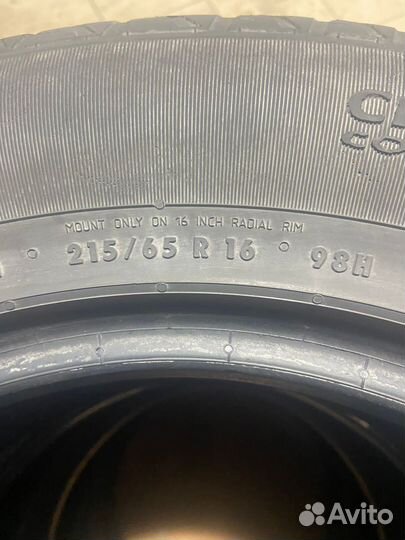 MOUNT ONLY ON 16 INCH RADIAL RIM
215/65 R 16 98H
Avito